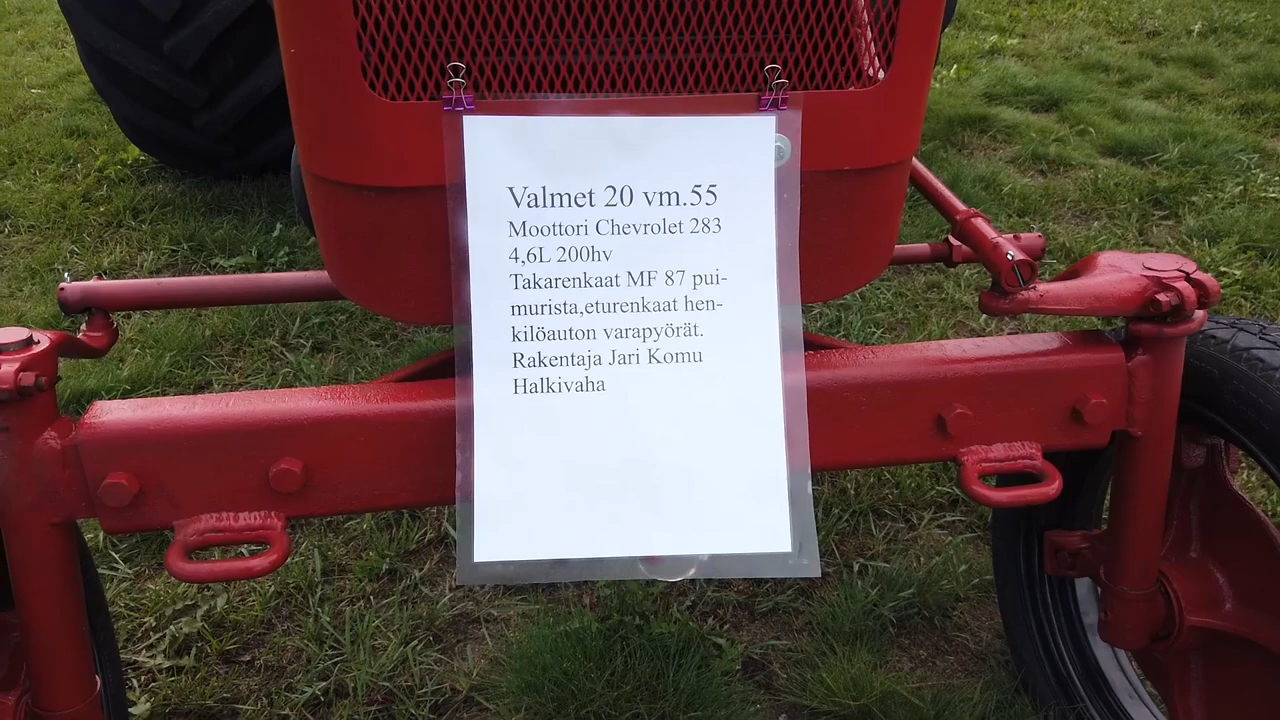 Valmet 20 vm.55
Moottori Chevrolet 283
4,6L 200hv
Takarenkaat MF 87 pui-
murista,eturenkaat hen-
kilöauton varapyörät.
Rakentaja Jari Komu
Halkivaha